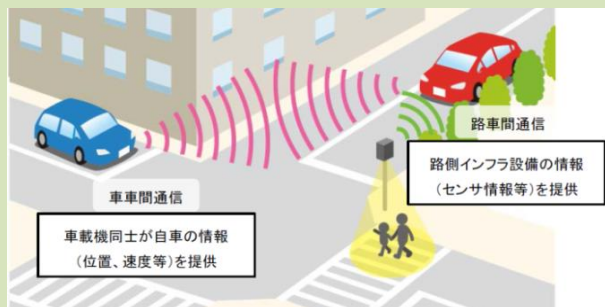 路車間通信
路側インフラ設備の情報
（センサ情報等）を提供
車車間通信
車載機同士が自車の情報
（位置、速度等）を提供